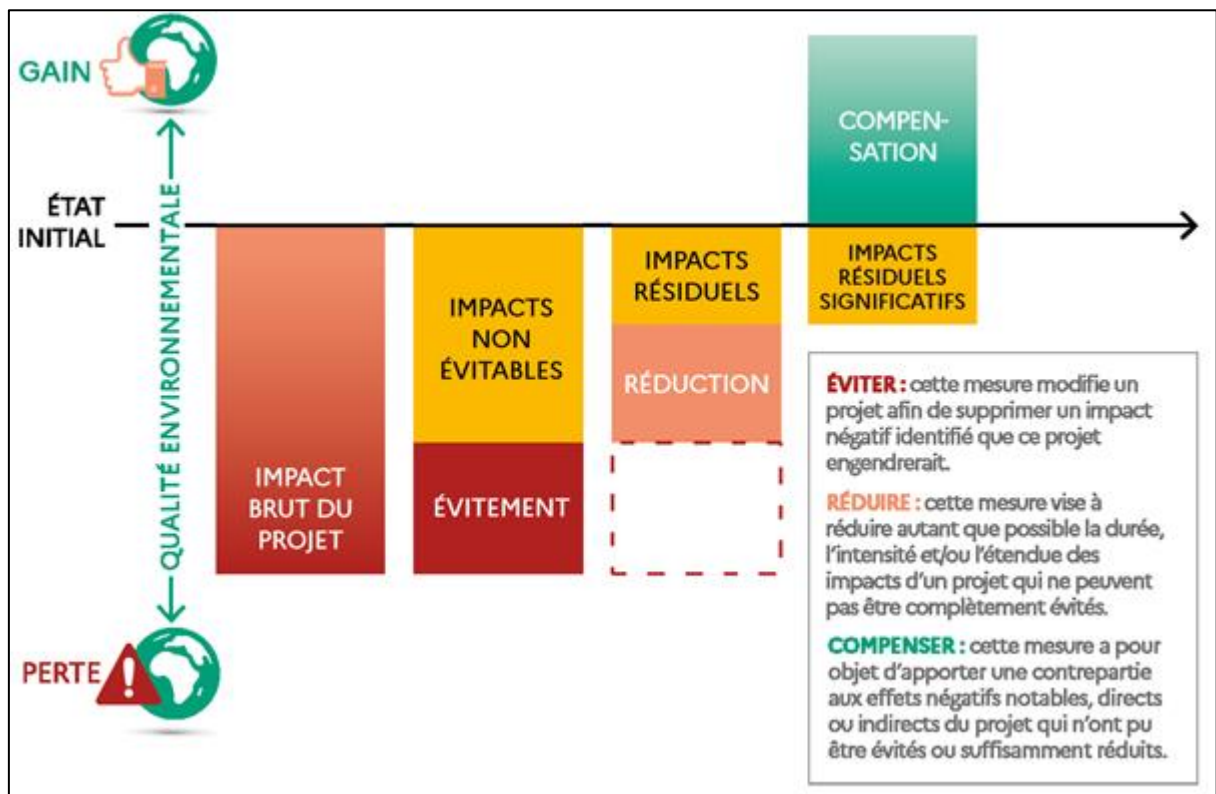 GAIN
QUALITÉ ENVIRONNEMENTALE
ÉTAT
INITIAL
PERTE
IMPACT
BRUT DU
PROJET
IMPACTS
NON
ÉVITABLES
ÉVITEMENT
IMPACTS
RÉSIDUELS
RÉDUCTION
COMPEN-
SATION
IMPACTS
RÉSIDUELS
SIGNIFICATIFS
ÉVITER : cette mesure modifie un
projet afin de supprimer un impact
négatif identifié que ce projet
engendrerait.
RÉDUIRE : cette mesure vise à
réduire autant que possible la durée,
l'intensité et/ou l'étendue des
impacts d'un projet qui ne peuvent
pas être complètement évités.
COMPENSER : cette mesure a pour
objet d'apporter une contrepartie
aux effets négatifs notables, directs
ou indirects du projet qui n'ont pu
être évités ou suffisamment réduits.